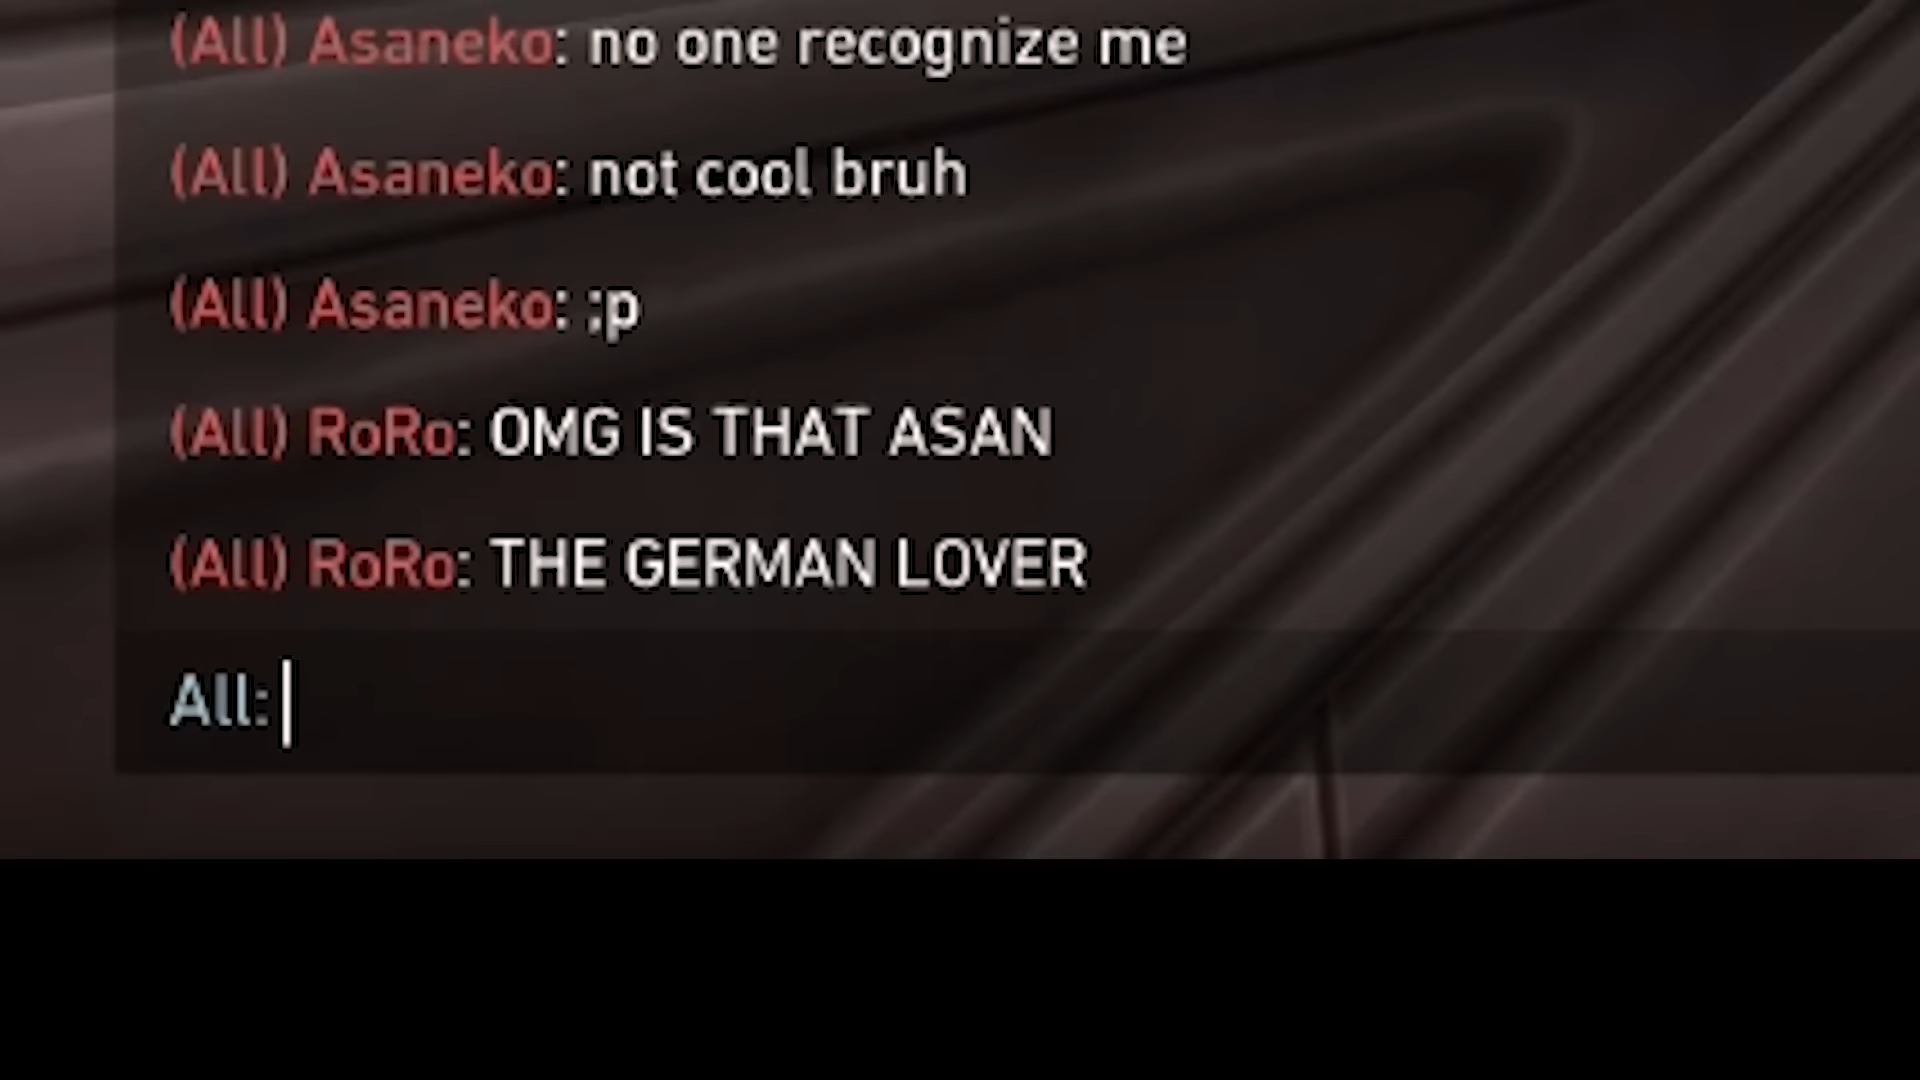 (All) Asaneko: no one recognize me
(All) Asaneko: not cool bruh
(All) Asaneko: ;p
(All) RoRo: OMG IS THAT ASAN
(All) RoRo: THE GERMAN LOVER
All: